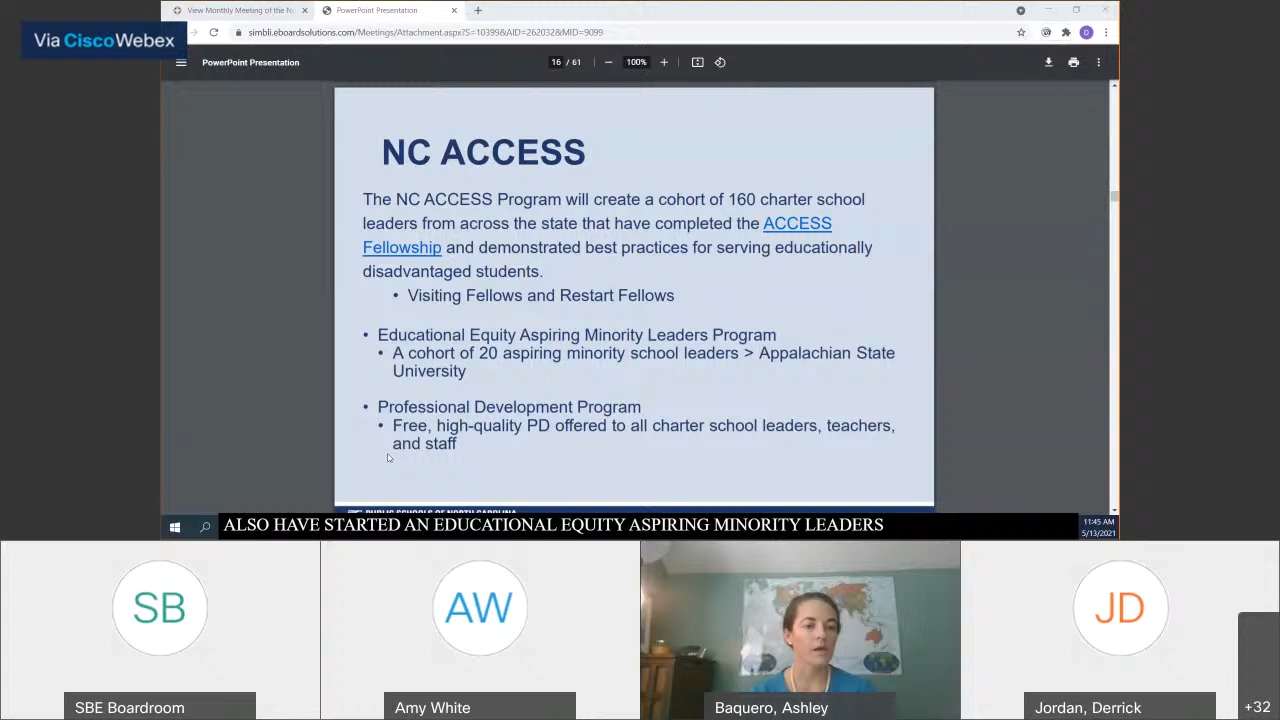 View Monthly Meeting of the N
PowerPoint Presentation
Via CiscoWebex
simbli.eboardsolutions.com/Meetings/Attachment.aspx?S=10399&AID=262032&MID=9099
D
PowerPoint Presentation
16 / 61
100%
NC ACCESS
The NC ACCESS Program will create a cohort of 160 charter school
leaders from across the state that have completed the ACCESS
Fellowship and demonstrated best practices for serving educationally
disadvantaged students.
• Visiting Fellows and Restart Fellows
• Educational Equity Aspiring Minority Leaders Program
• A cohort of 20 aspiring minority school leaders > Appalachian State
University
• Professional Development Program
• Free, high-quality PD offered to all charter school leaders, teachers,
and staff
PUBLIC SCHOOLS OF NORTH CAROLINA
ALSO HAVE STARTED AN EDUCATIONAL EQUITY ASPIRING MINORITY LEADERS
11:45 AM
5/13/2021
SB
AW
JD
SBE Boardroom
Amy White
Baquero, Ashley
Jordan, Derrick
+32